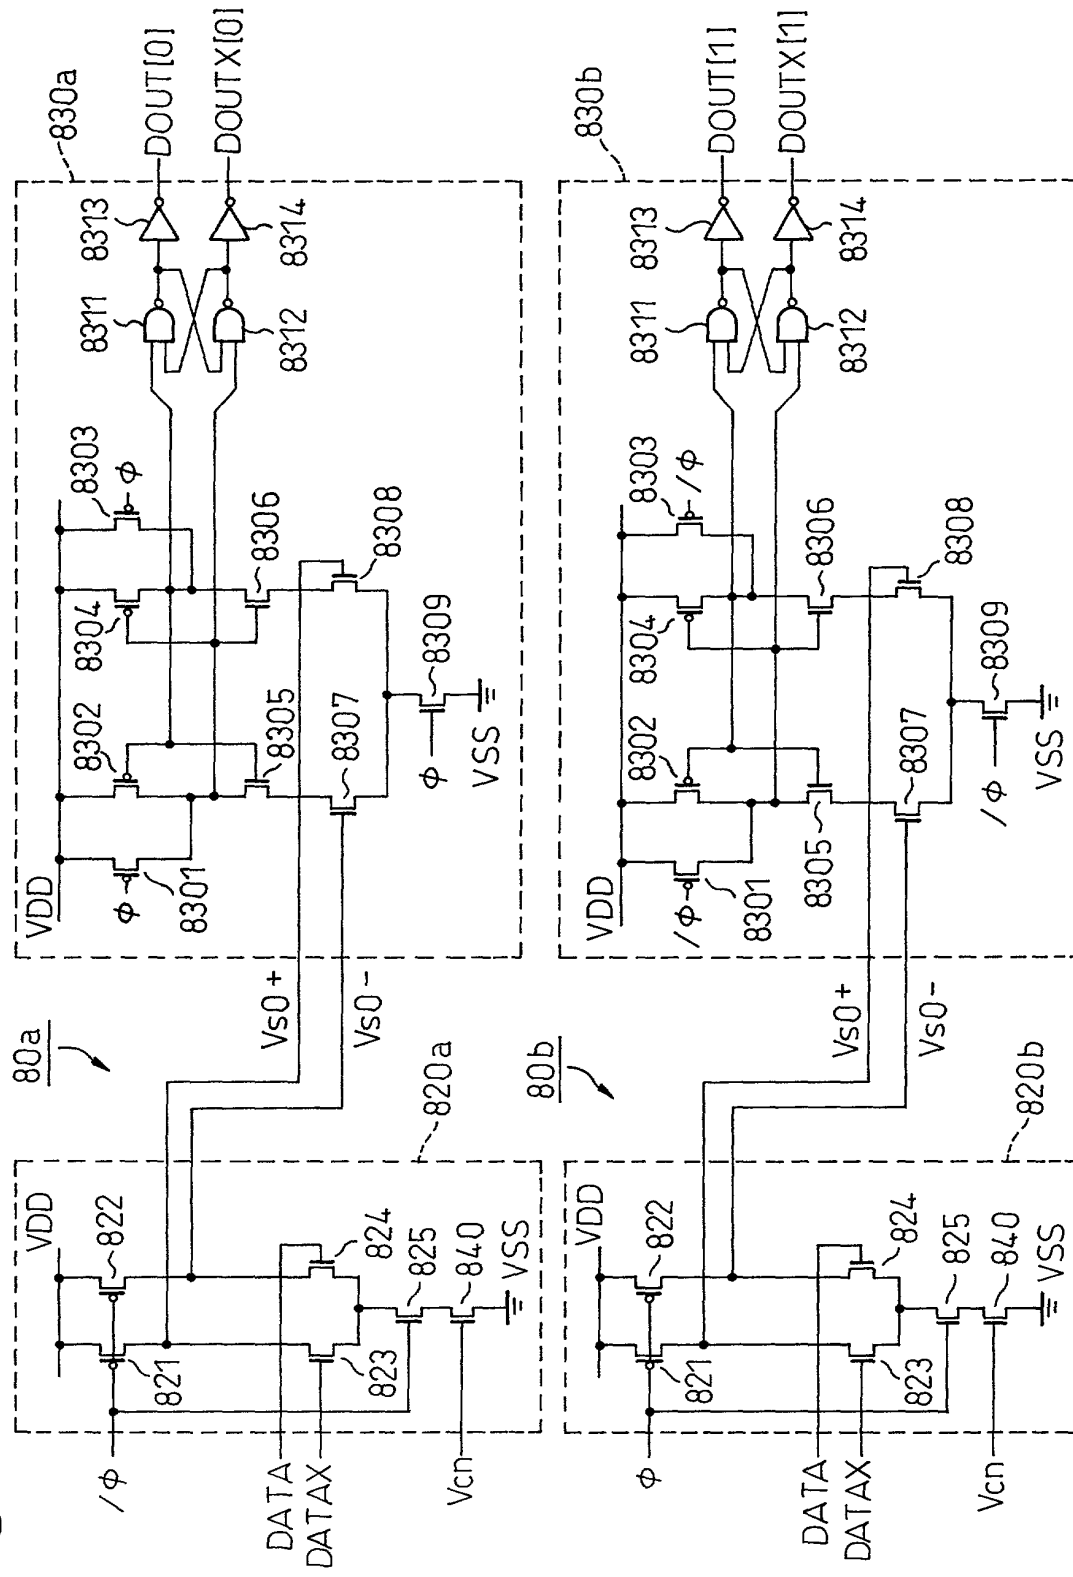 80a
/ϕ
DATA
DATAX
Vcn
VDD
821
822
823
824
825
840
VSS
820a
Vs0+
Vs0-
VDD
ϕ
8301
8302
8304
8303
ϕ
8305
8306
8307
8308
ϕ
8309
VSS
8311
8312
8313
8314
830a
DOUT[0]
DOUTX[0]
80b
ϕ
DATA
DATAX
Vcn
VDD
821
822
823
824
825
840
VSS
820b
Vs0+
Vs0-
VDD
/ϕ
8301
8302
8304
8303
/ϕ
8305
8306
8307
8308
/ϕ
8309
VSS
8311
8312
8313
8314
830b
DOUT[1]
DOUTX[1]